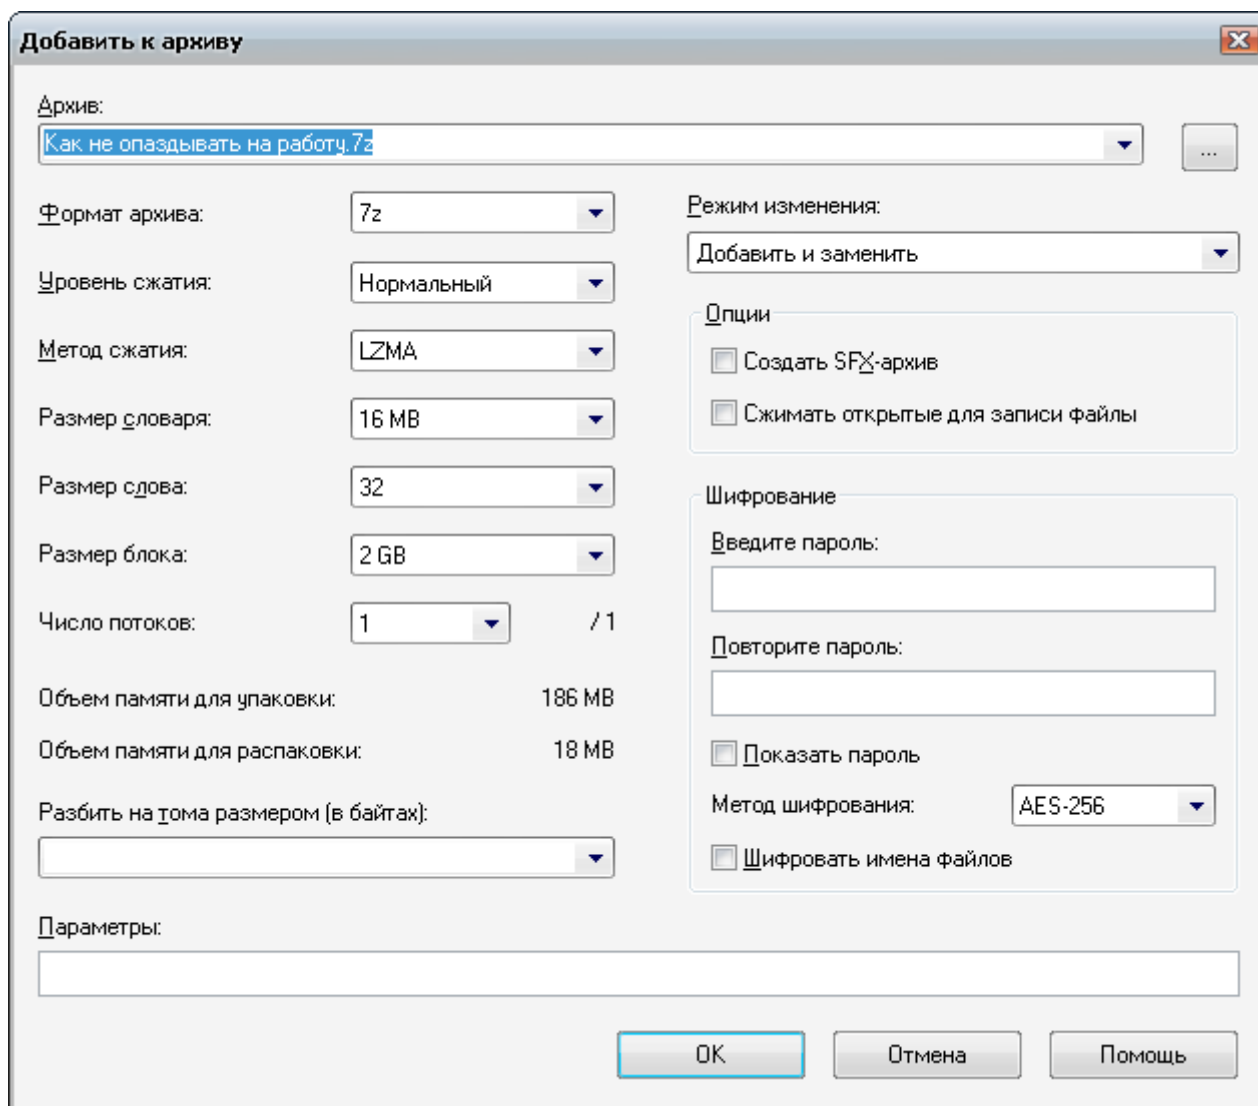 Добавить к архиву
Архив:
Как не опаздывать на работу.7z
...
Формат архива: 7z
Уровень сжатия: Нормальный
Метод сжатия: LZMA
Размер словаря: 16 MB
Размер слова: 32
Размер блока: 2 GB
Число потоков: 1 / 1
Объем памяти для упаковки: 186 MB
Объем памяти для распаковки: 18 MB
Разбить на тома размером (в байтах):
Режим изменения:
Добавить и заменить
Опции
Создать SFX-архив
Сжимать открытые для записи файлы
Шифрование
Введите пароль:
Повторите пароль:
Показать пароль
Метод шифрования: AES-256
Шифровать имена файлов
Параметры:
OK Отмена Помощь